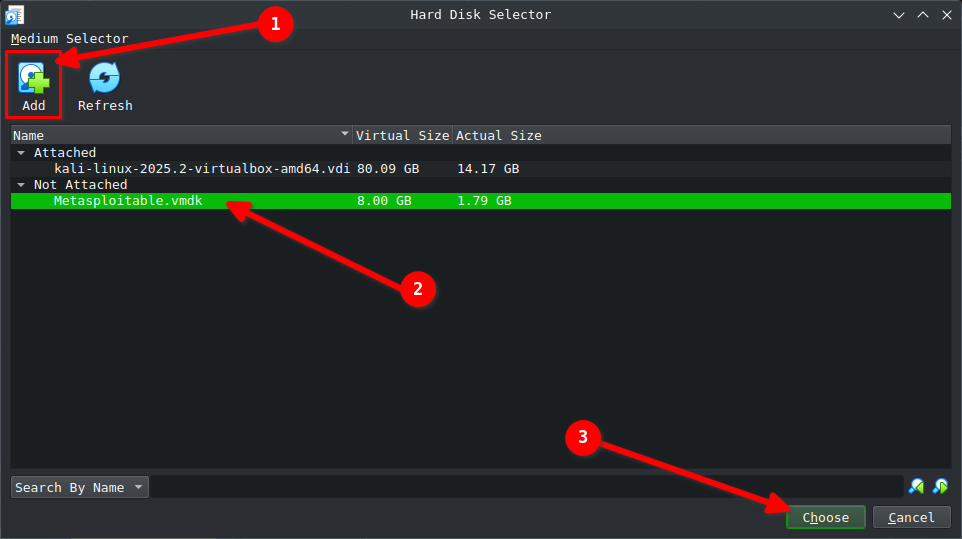 Hard Disk Selector
1
Medium Selector
Add Refresh
Name Virtual Size Actual Size
Attached
kali-linux-2025.2-virtualbox-amd64.vdi 80.09 GB 14.17 GB
Not Attached
Metasploitable.vmdk 8.00 GB 1.79 GB
2
3
Search By Name
Choose Cancel